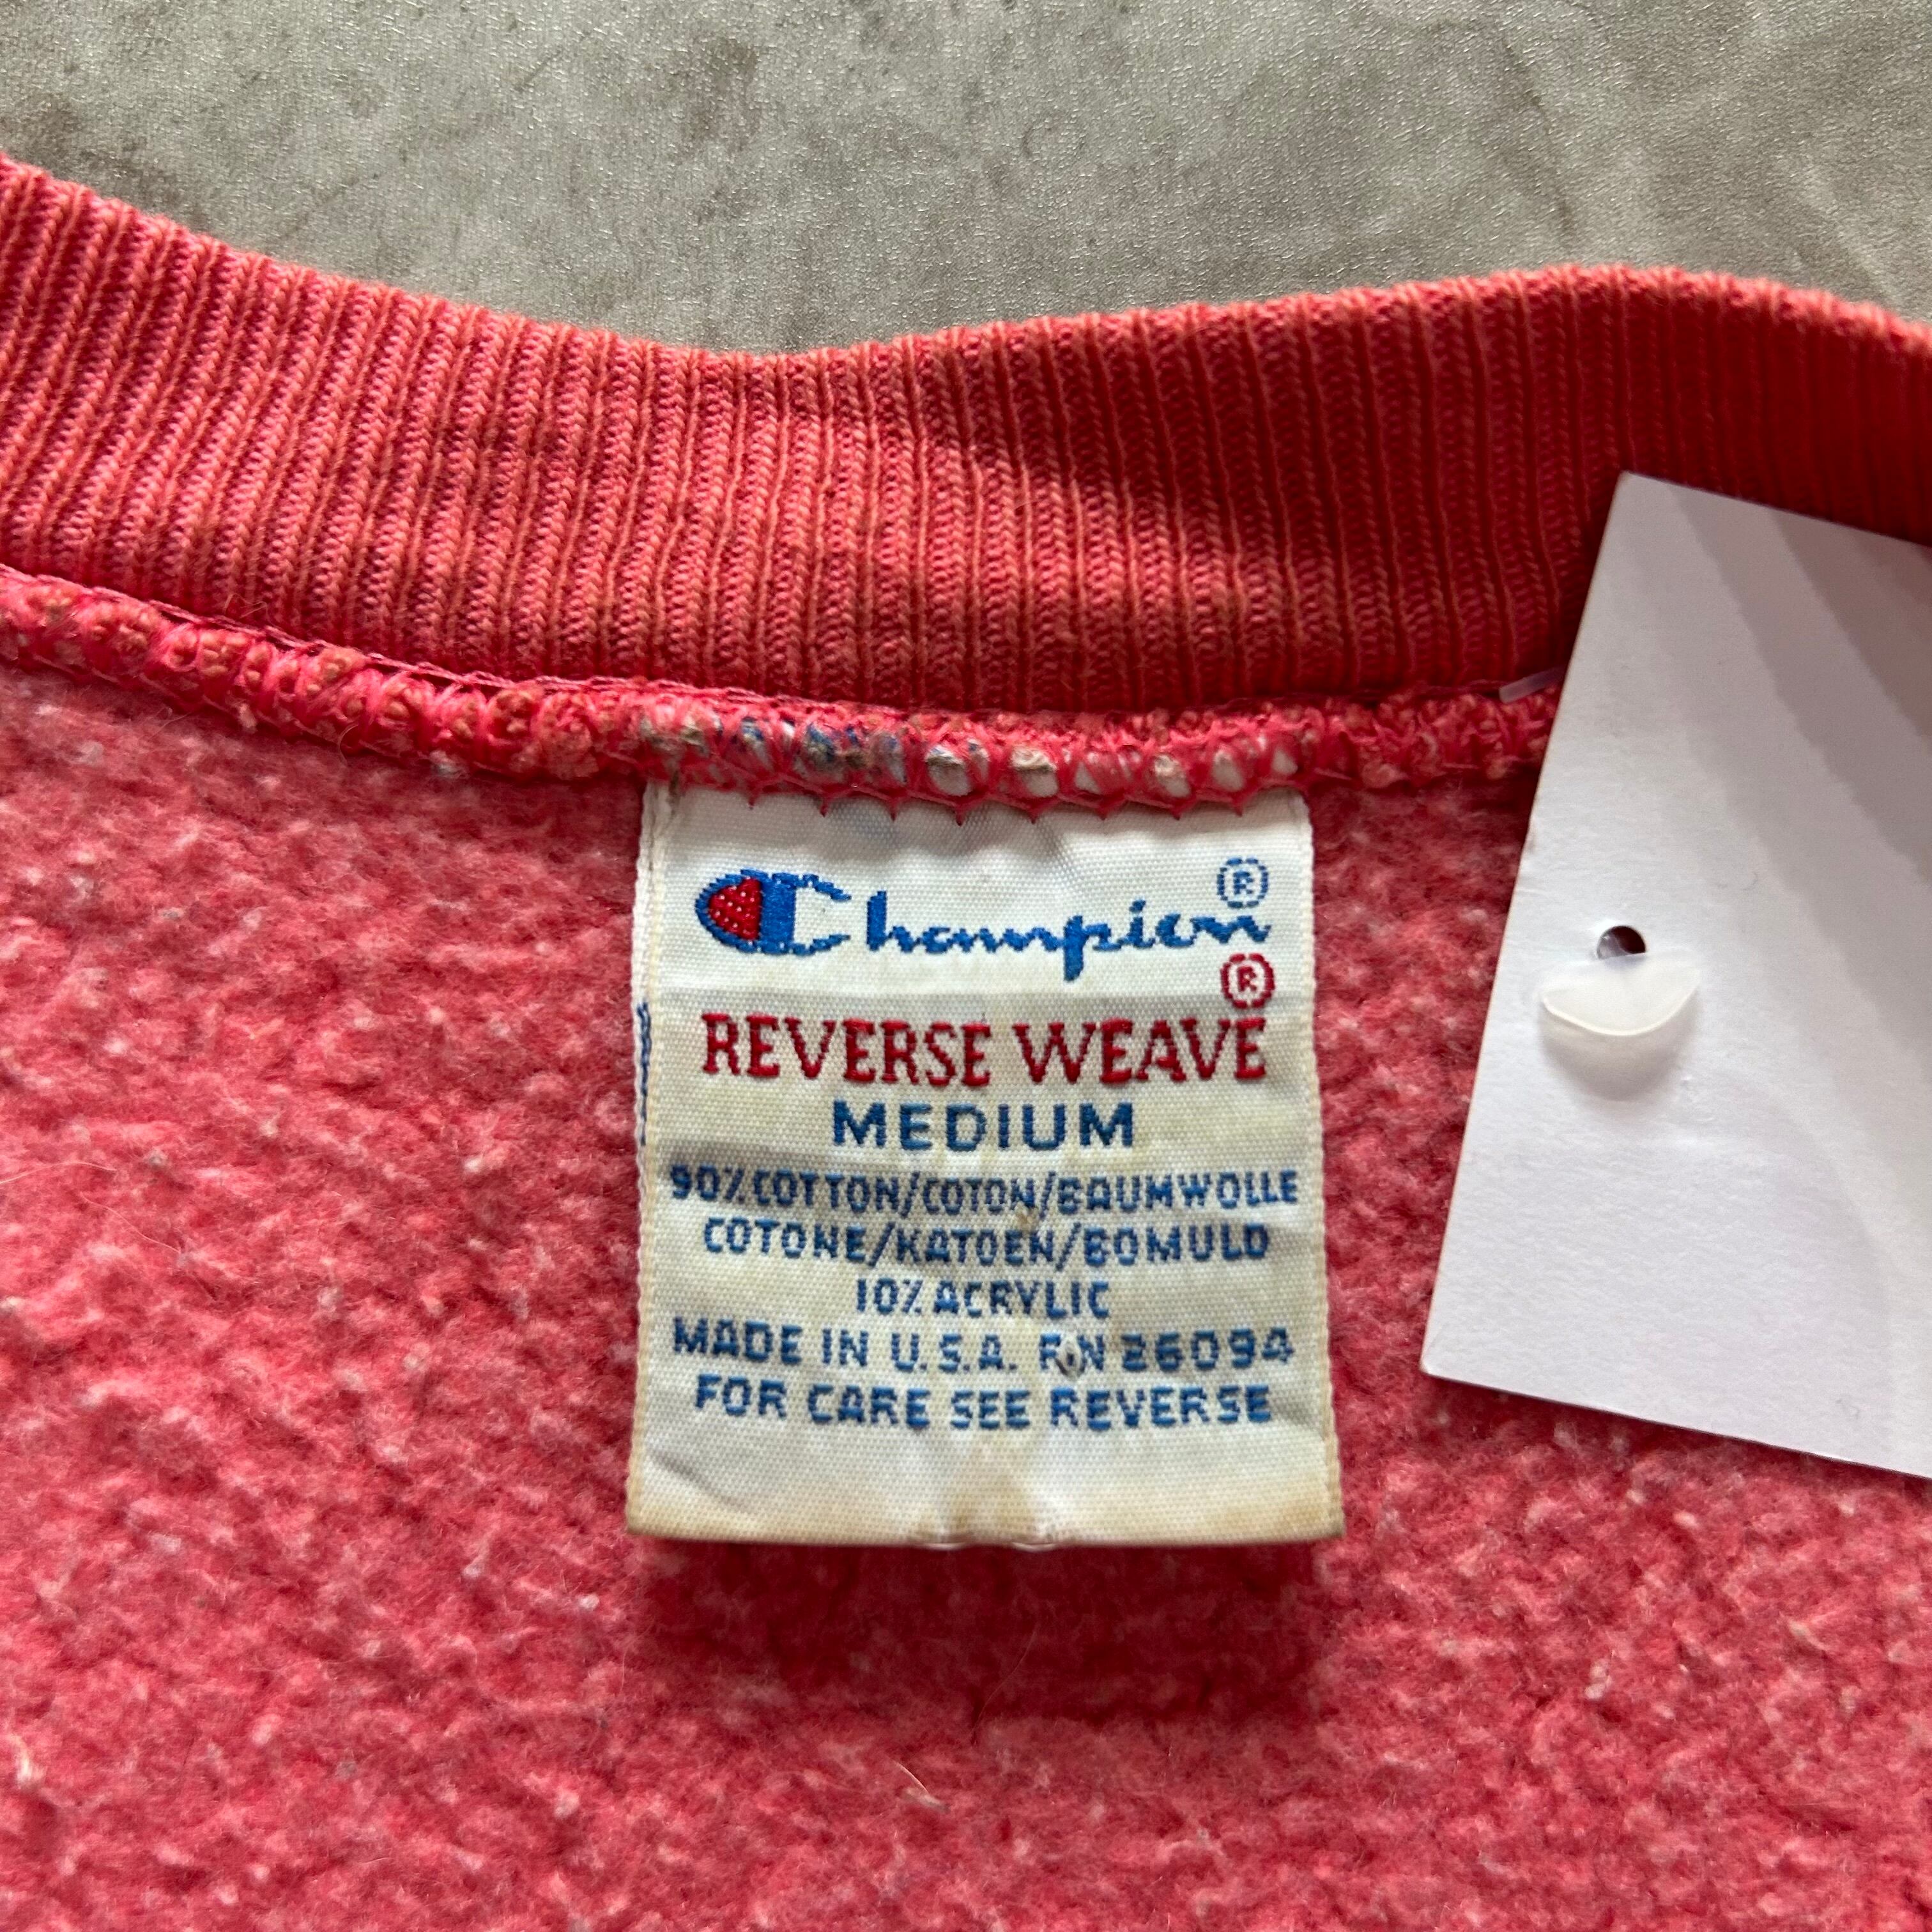 Champion®
REVERSE WEAVE®
MEDIUM
90% COTTON/COTON/BAUMWOLLE
COTONE/KATOEN/BOMULD
10% ACRYLIC
MADE IN U.S.A. RN 26094
FOR CARE SEE REVERSE